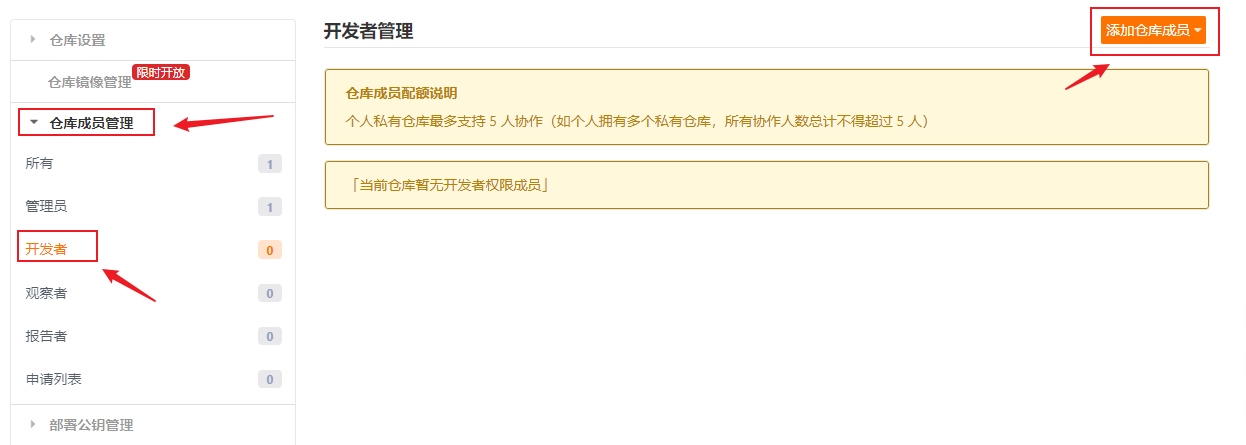 仓库设置
仓库镜像管理 限时开放
仓库成员管理
所有 1
管理员 1
开发者 0
观察者 0
报告者 0
申请列表 0
部署公钥管理
开发者管理
添加仓库成员
仓库成员配额说明
个人私有仓库最多支持 5 人协作（如个人拥有多个私有仓库，所有协作人数总计不得超过 5 人）
「当前仓库暂无开发者权限成员」